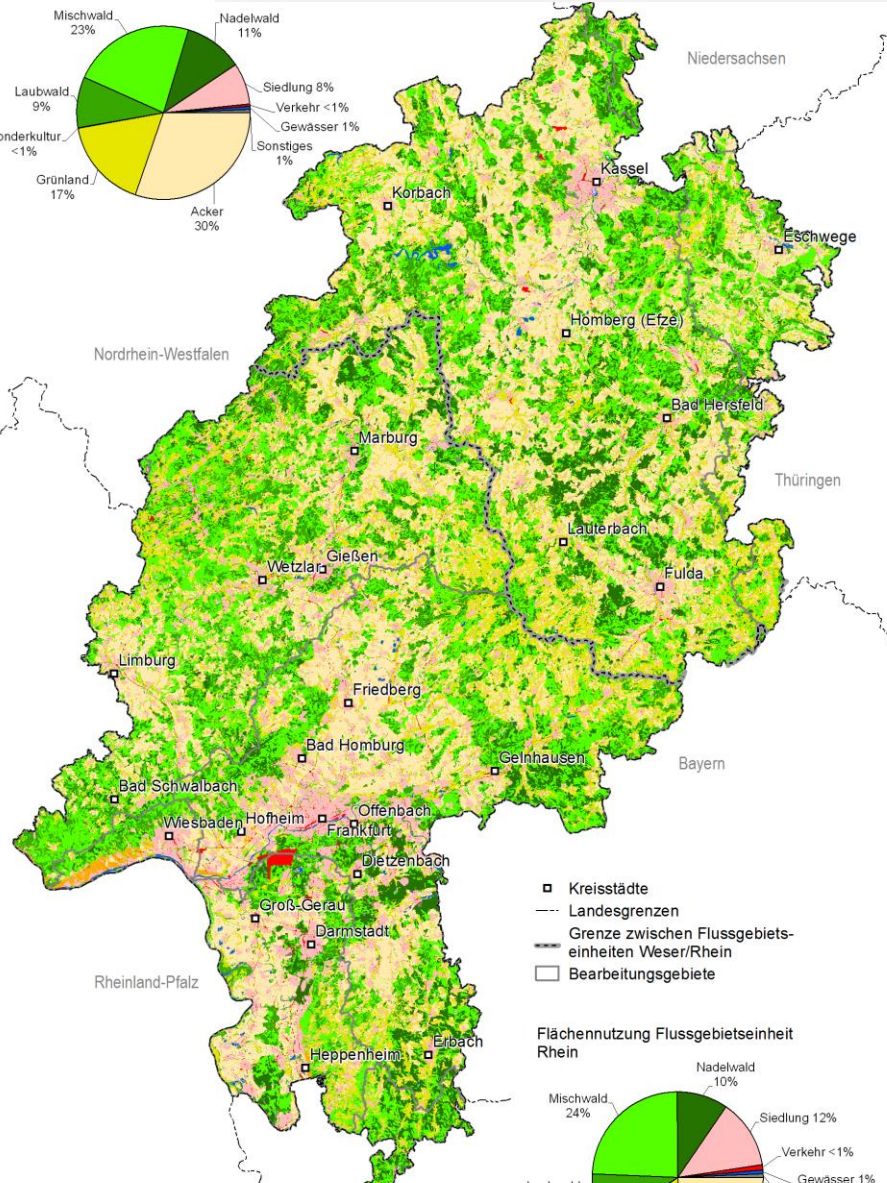 Mischwald
23%
Nadelwald
11%
Laubwald
9%
Siedlung 8%
Verkehr <1%
Gewässer 1%
Sonstiges
1%
<1%
Grünland
17%
Acker
30%
Niedersachsen
Kassel
Korbach
Eschwege
Homberg (Efze)
Nordrhein-Westfalen
Bad Hersfeld
Marburg
Thüringen
Lauterbach
Gießen
Wetzlar
Fulda
Limburg
Friedberg
Bad Homburg
Gelnhausen
Bayern
Bad Schwalbach
Wiesbaden
Hofheim
Offenbach
Frankfurt
Dietzenbach
Groß-Gerau
Darmstadt
Rheinland-Pfalz
Heppenheim
Erbach
Kreisstädte
Landesgrenzen
Grenze zwischen Flussgebiets-
einheiten Weser/Rhein
Bearbeitungsgebiete
Flächennutzung Flussgebietseinheit
Rhein
Mischwald
24%
Nadelwald
10%
Siedlung 12%
Verkehr <1%
Gewässer 1%